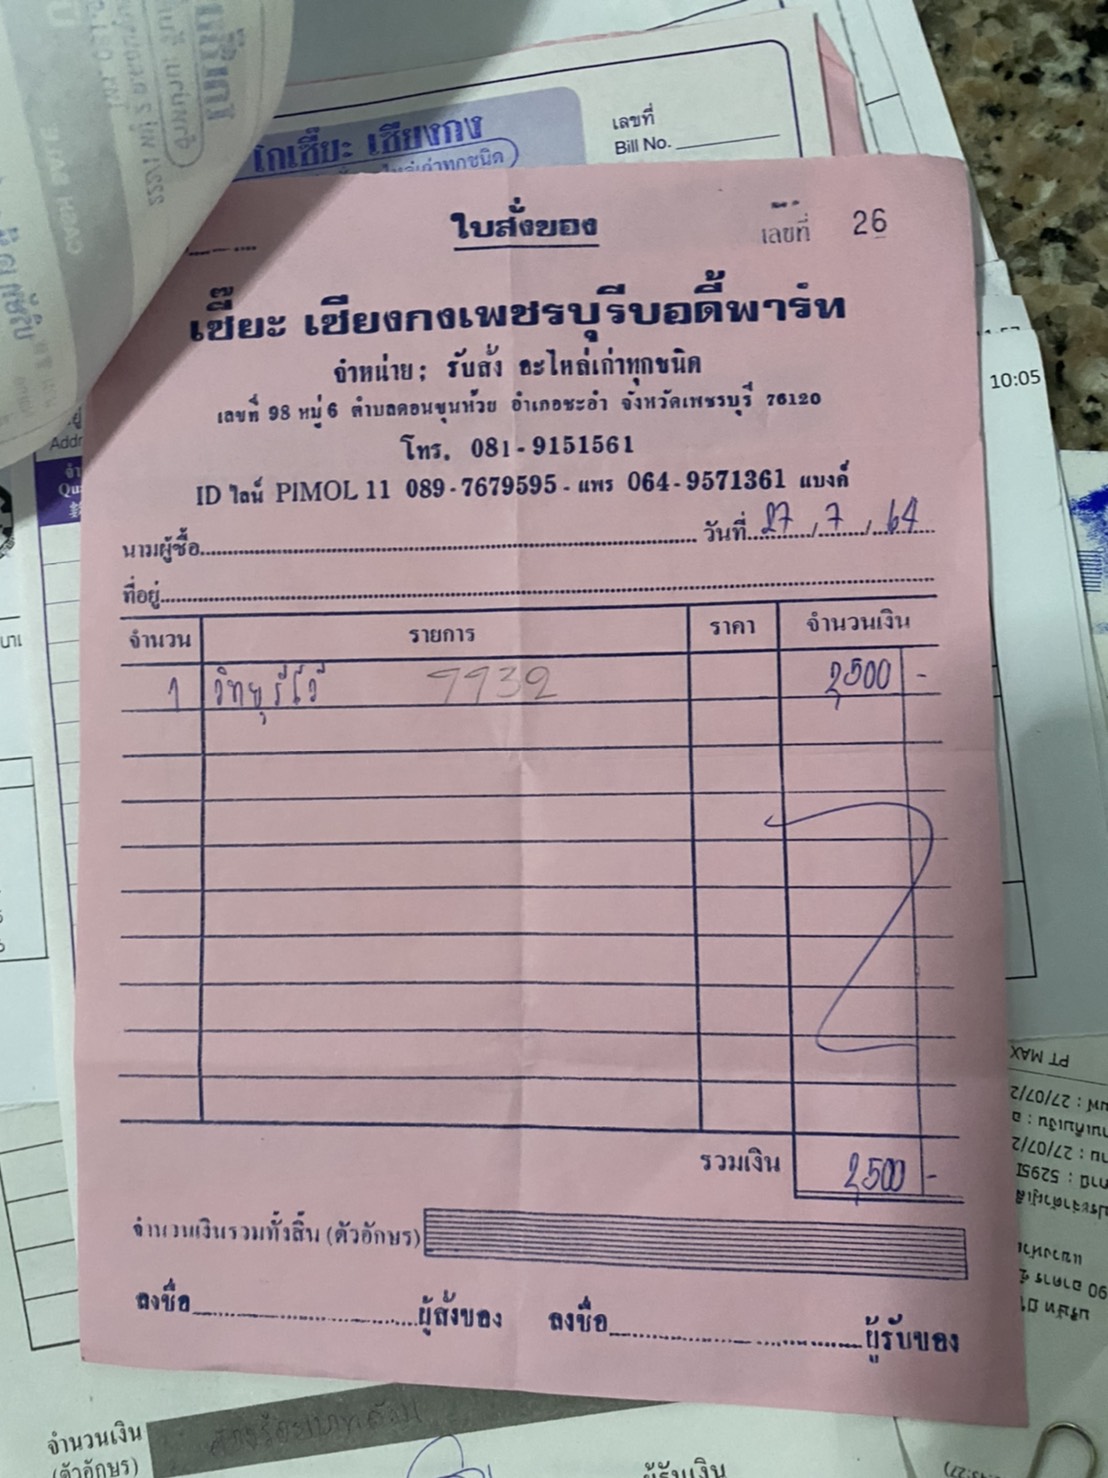 โกเซี๊ยะ เซียงกง
เลขที่
Bill No.
ใบสั่งของ
เลขที่ 26
เซี๊ยะ เซียงกงเพชรบุรีบอดี้พาร์ท
จำหน่าย; รับสั่ง อะไหล่เก่าทุกชนิด
เลขที่ 98 หมู่ 6 ตำบลดอนขุนห้วย อำเภอชะอำ จังหวัดเพชรบุรี 76120
โทร. 081-9151561
ID ไลน์ PIMOL 11 089-7679595 - แพร 064-9571361 แบงค์
10:05
นามผู้ซื้อ วันที่ 27/7/64
ที่อยู่
จำนวน รายการ ราคา จำนวนเงิน
1 วิทยุรีโว่ 9932 2,500 -
รวมเงิน 2,500 -
จำนวนเงินรวมทั้งสิ้น (ตัวอักษร)
ลงชื่อ ผู้สั่งของ ลงชื่อ ผู้รับของ
PT MAX
จำนวนเงิน
(ตัวอักษร)
ผู้รับเงิน